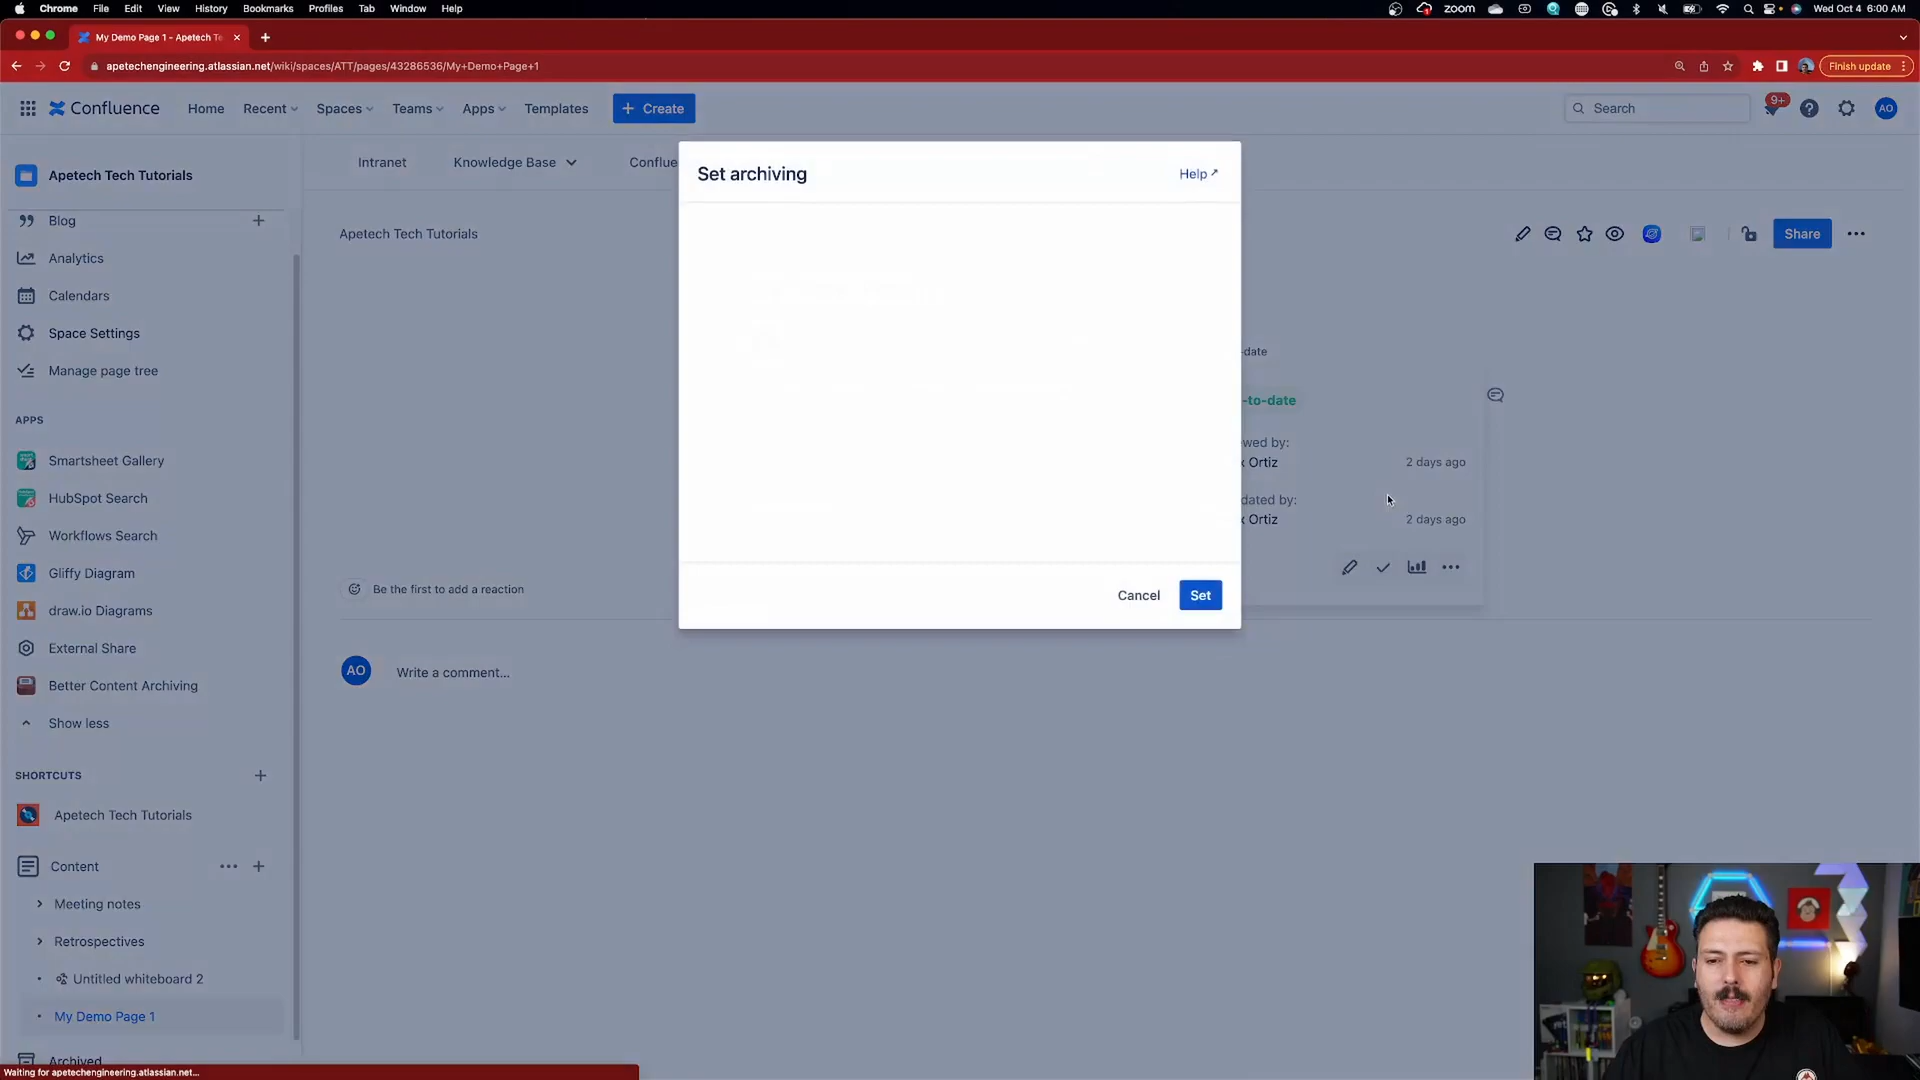 Chrome File Edit View History Bookmarks Profiles Tab Window Help
zoom
Wed Oct 4 6:00 AM
My Demo Page 1 - Apetech Te
apetechengineering.atlassian.net/wiki/spaces/ATT/pages/43286536/My+Demo+Page+1
Finish update
Confluence Home Recent Spaces Teams Apps Templates + Create
Search
9+
AO
Apetech Tech Tutorials
Blog
Analytics
Calendars
Space Settings
Manage page tree
APPS
Smartsheet Gallery
HubSpot Search
Workflows Search
Gliffy Diagram
draw.io Diagrams
External Share
Better Content Archiving
Show less
SHORTCUTS
Apetech Tech Tutorials
Content
Meeting notes
Retrospectives
Untitled whiteboard 2
My Demo Page 1
Archived
Waiting for apetechengineering.atlassian.net...
Intranet Knowledge Base Conflue
Apetech Tech Tutorials
Share
Set archiving
Help
Cancel Set
-date
-to-date
wed by:
x Ortiz 2 days ago
dated by:
x Ortiz 2 days ago
Be the first to add a reaction
AO Write a comment...